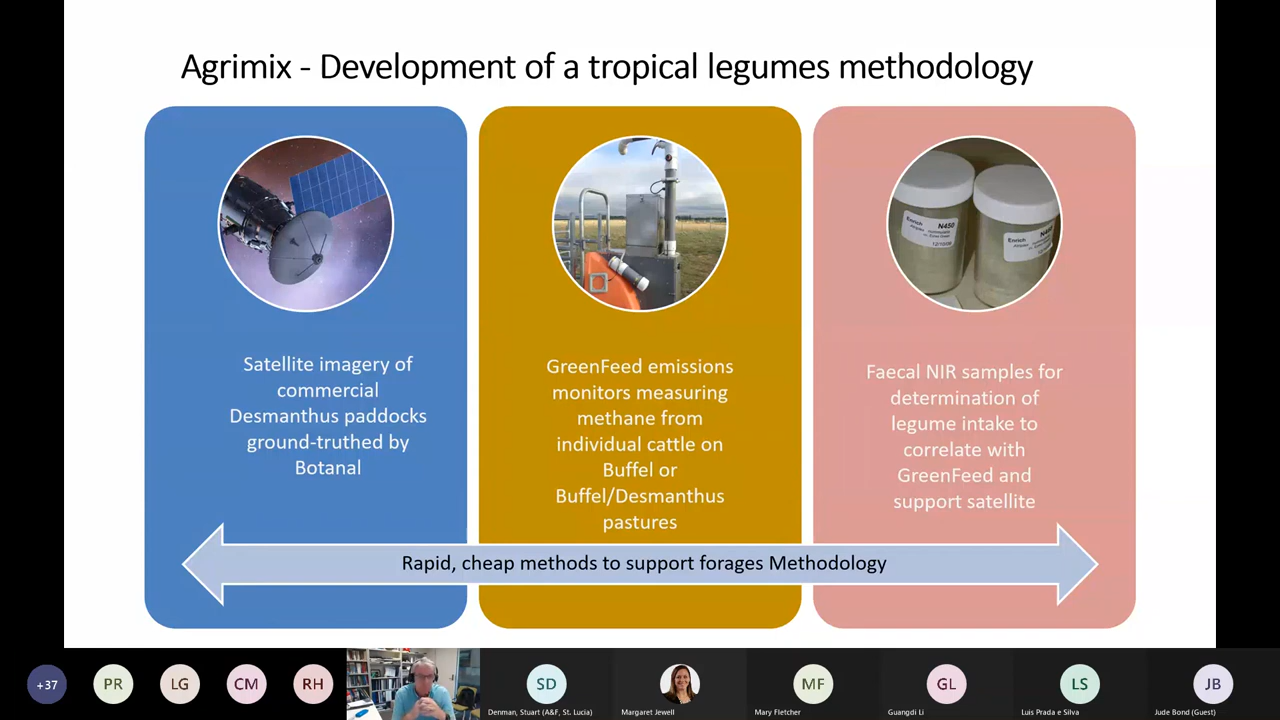 Agrimix - Development of a tropical legumes methodology
Satellite imagery of
commercial
Desmanthus paddocks
ground-truthed by
Botanal
GreenFeed emissions
monitors measuring
methane from
individual cattle on
Buffel or
Buffel/Desmanthus
pastures
Enrich
N450
Enrich
Faecal NIR samples for
determination of
legume intake to
correlate with
GreenFeed and
support satellite
Rapid, cheap methods to support forages Methodology
+37
PR
LG
CM
RH
SD
MF
GL
LS
JB
Denman, Stuart (A&F, St. Lucia)
Margaret Jewell
Mary Fletcher
Guangdi Li
Luis Prada e Silva
Jude Bond (Guest)